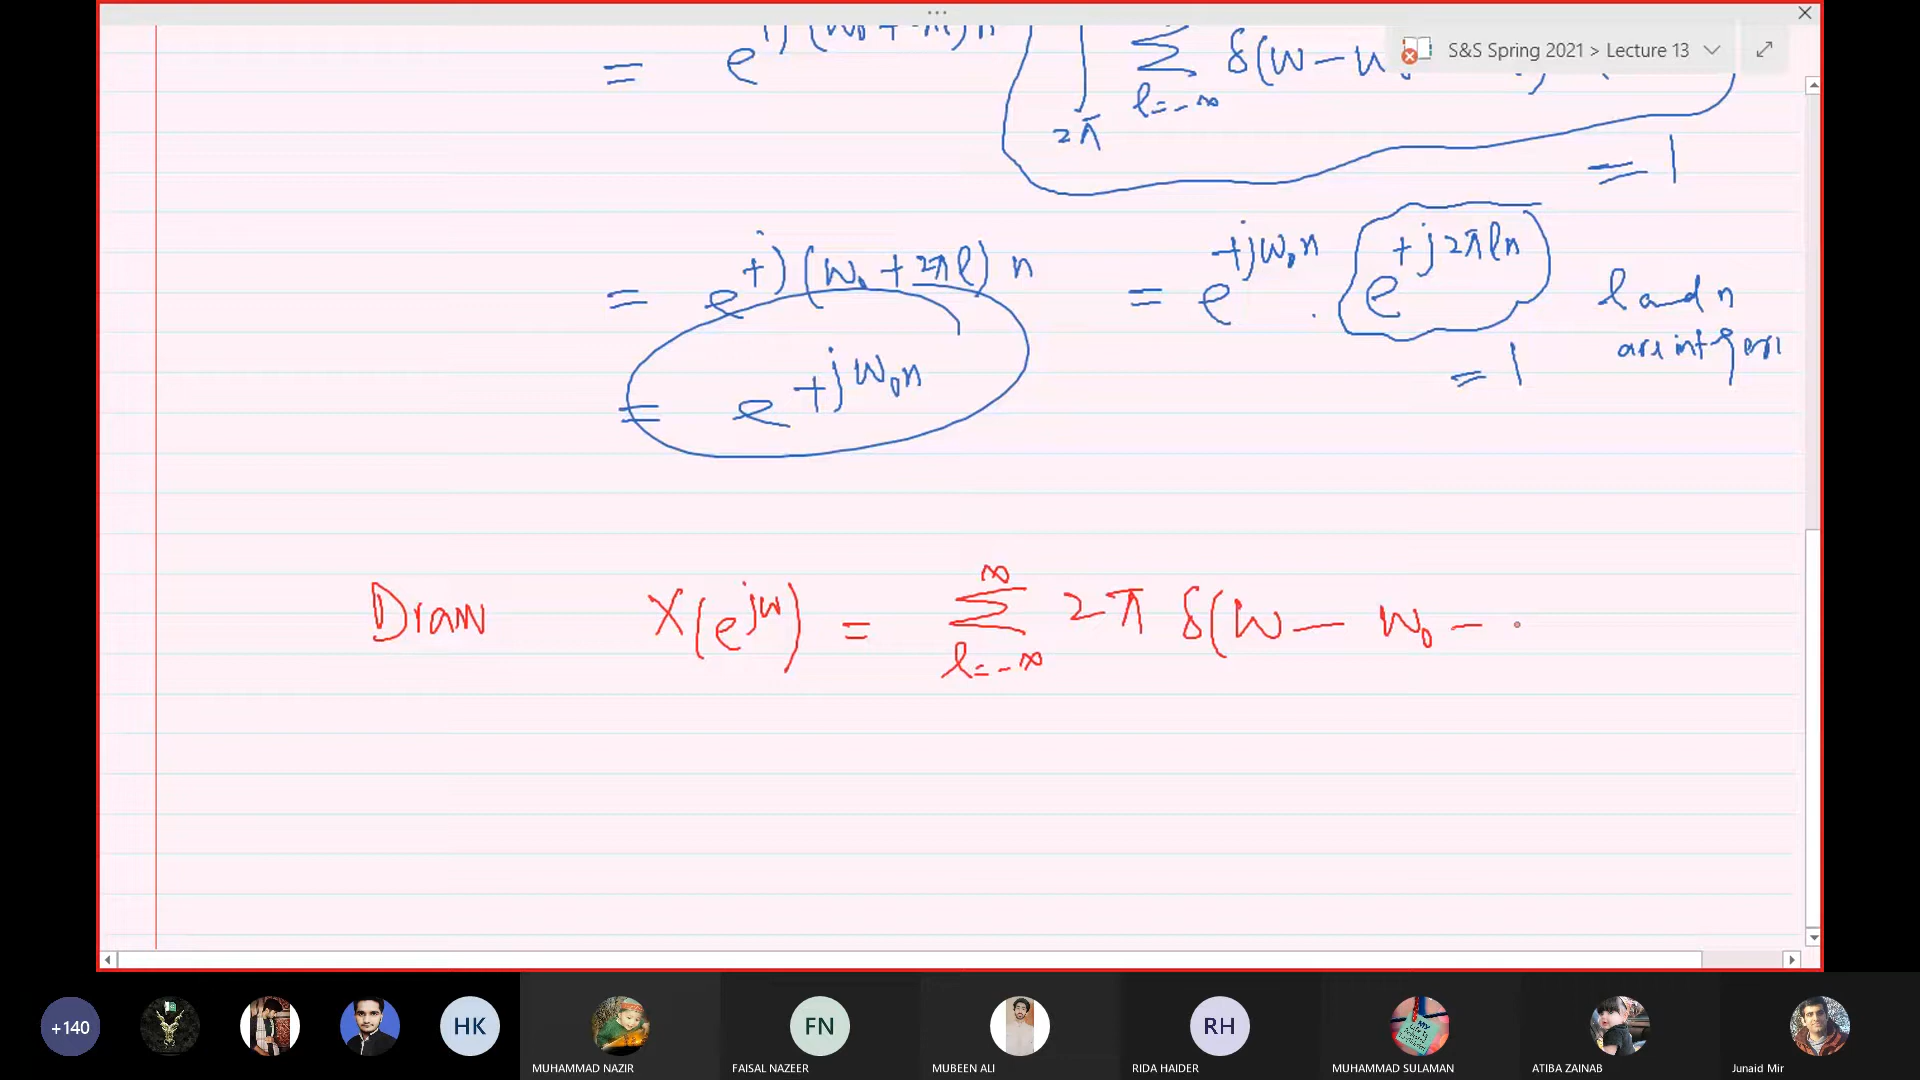 S&S Spring 2021 > Lecture 13
= e
∑ δ(w – w
l=-∞
2π
= 1
= e^{+j(w₀ + 2πl)n} = e^{+jw₀n} . e^{+j2πln} l and n
are integers
= 1
= e^{+jw₀n}
Draw X(e^{jw}) = ∑_{l=-∞}^{∞} 2π δ(w – w₀ –
+140
HK
FN
RH
MUHAMMAD NAZIR
FAISAL NAZEER
MUBEEN ALI
RIDA HAIDER
MUHAMMAD SULAMAN
ATIBA ZAINAB
Junaid Mir